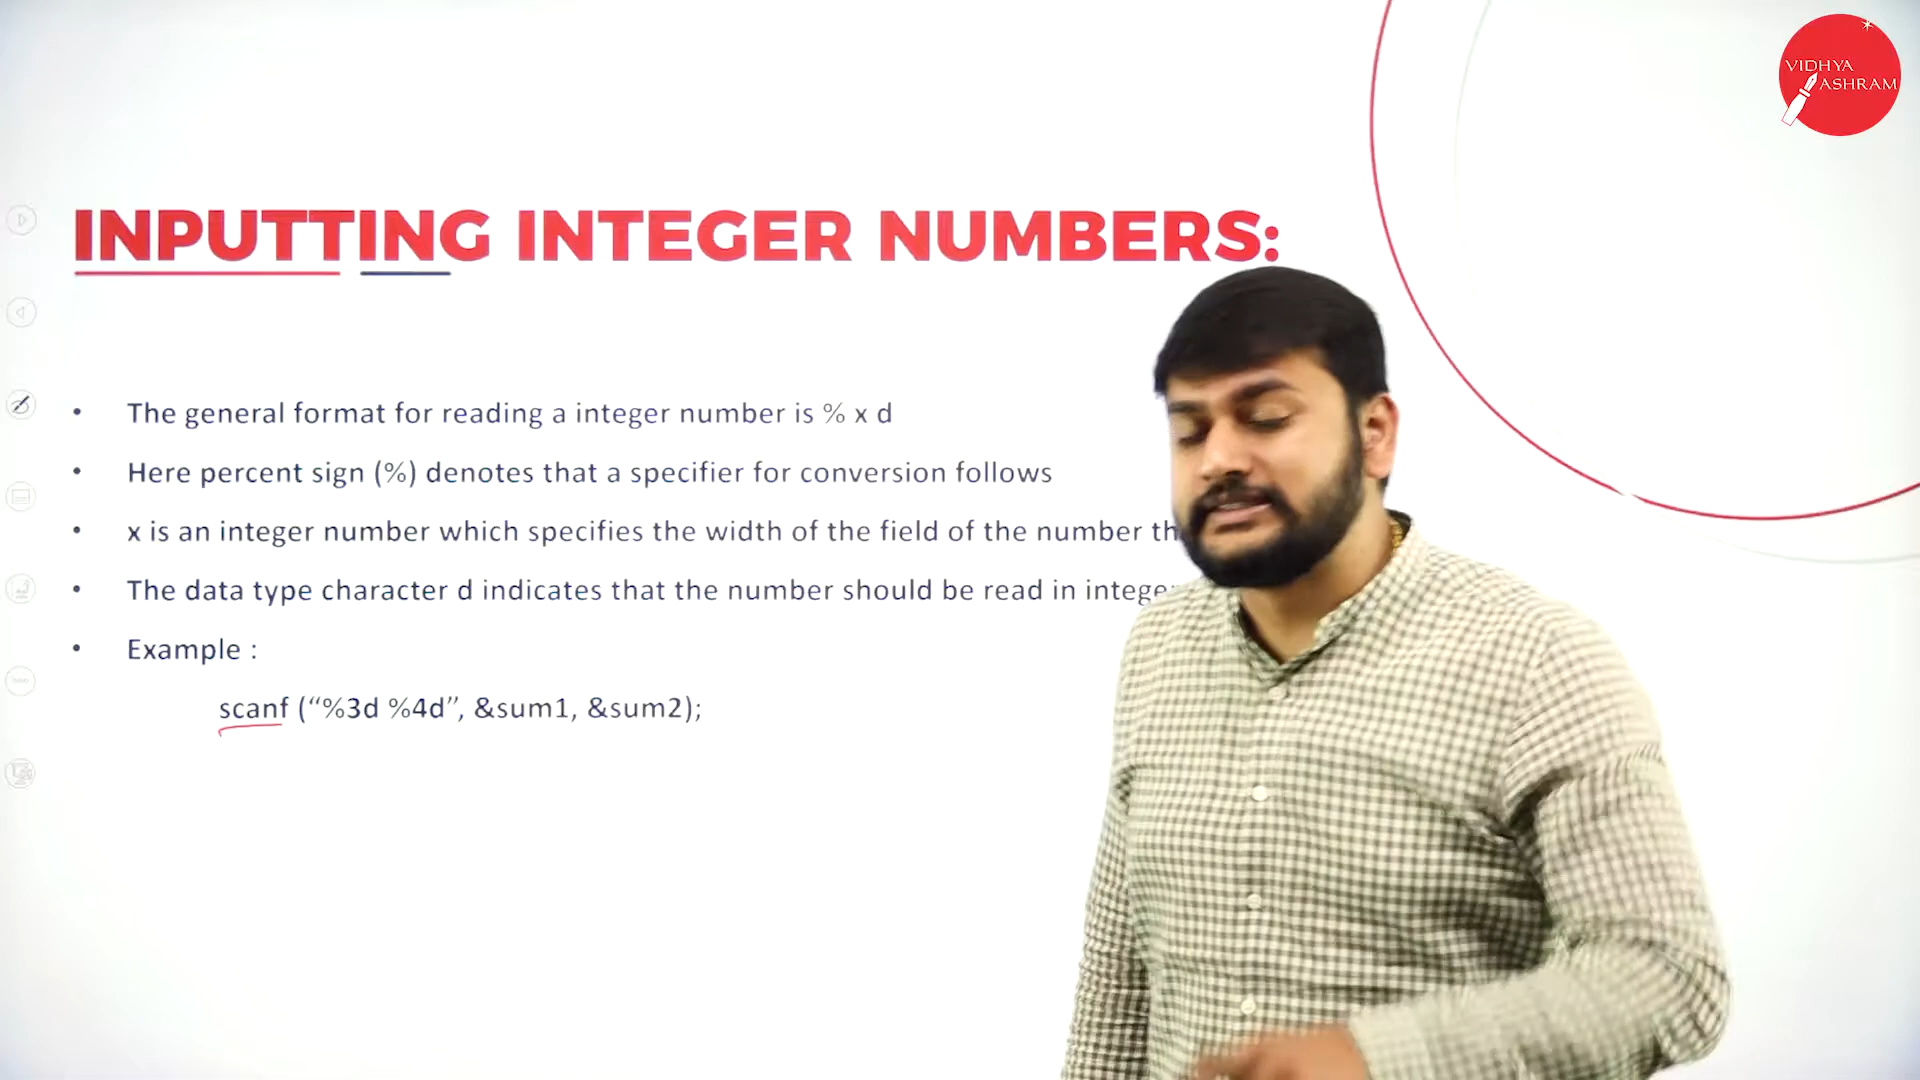 VIDHYA
ASHRAM
INPUTTING INTEGER NUMBERS:
• The general format for reading a integer number is % x d
• Here percent sign (%) denotes that a specifier for conversion follows
• x is an integer number which specifies the width of the field of the number
• The data type character d indicates that the number should be read in
• Example :
scanf (“%3d %4d”, &sum1, &sum2);